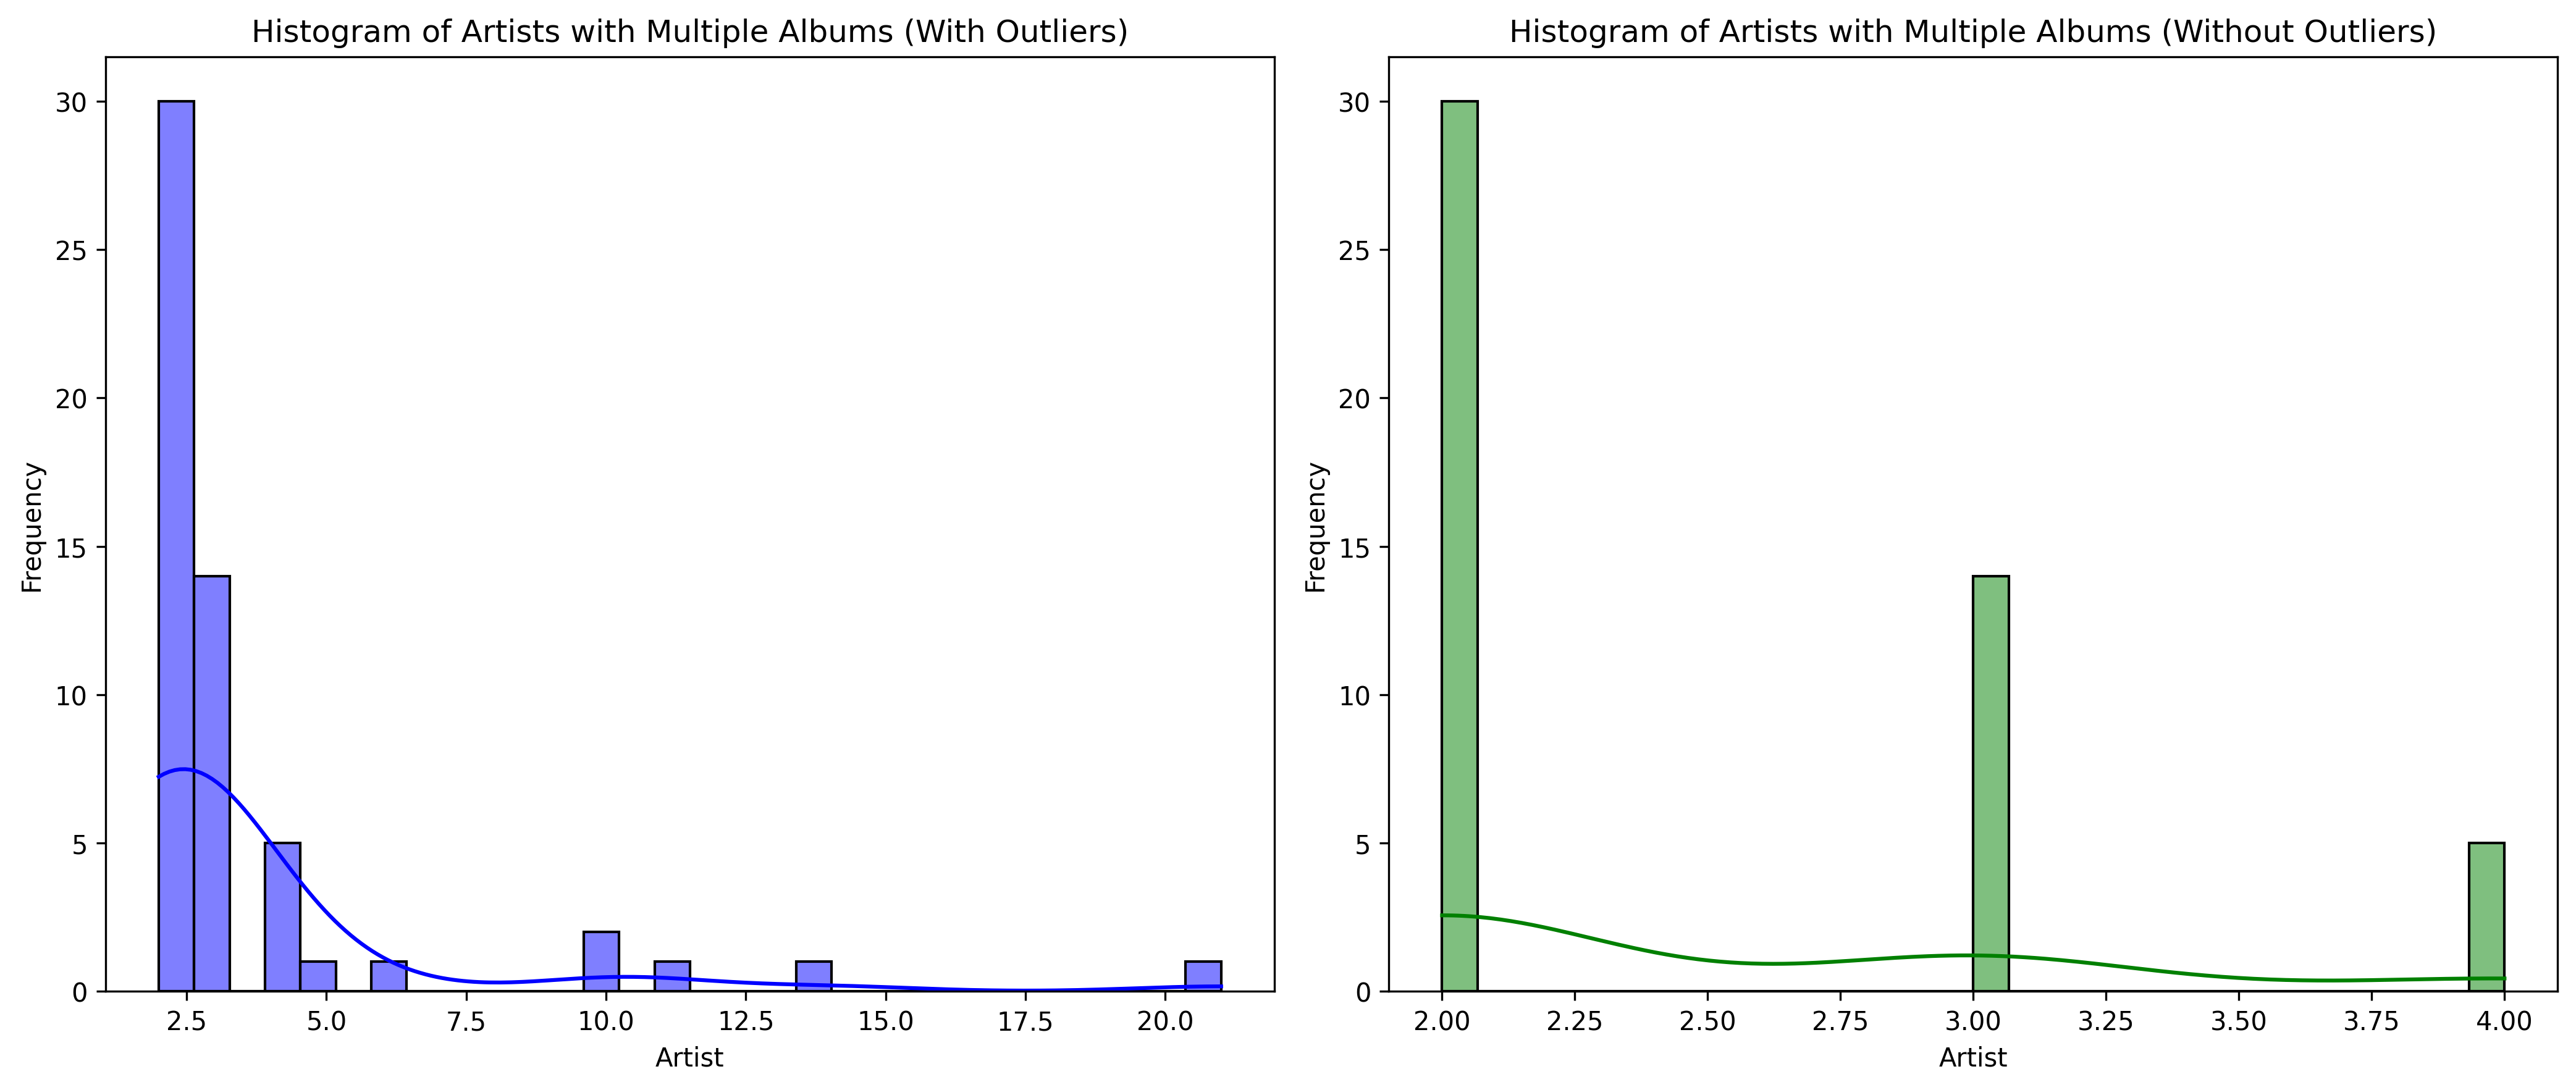 Histogram of Artists with Multiple Albums (With Outliers)
30
25
20
15
10
5
0
Frequency
2.5 5.0 7.5 10.0 12.5 15.0 17.5 20.0
Artist
Histogram of Artists with Multiple Albums (Without Outliers)
30
25
20
15
10
5
0
Frequency
2.00 2.25 2.50 2.75 3.00 3.25 3.50 3.75 4.00
Artist